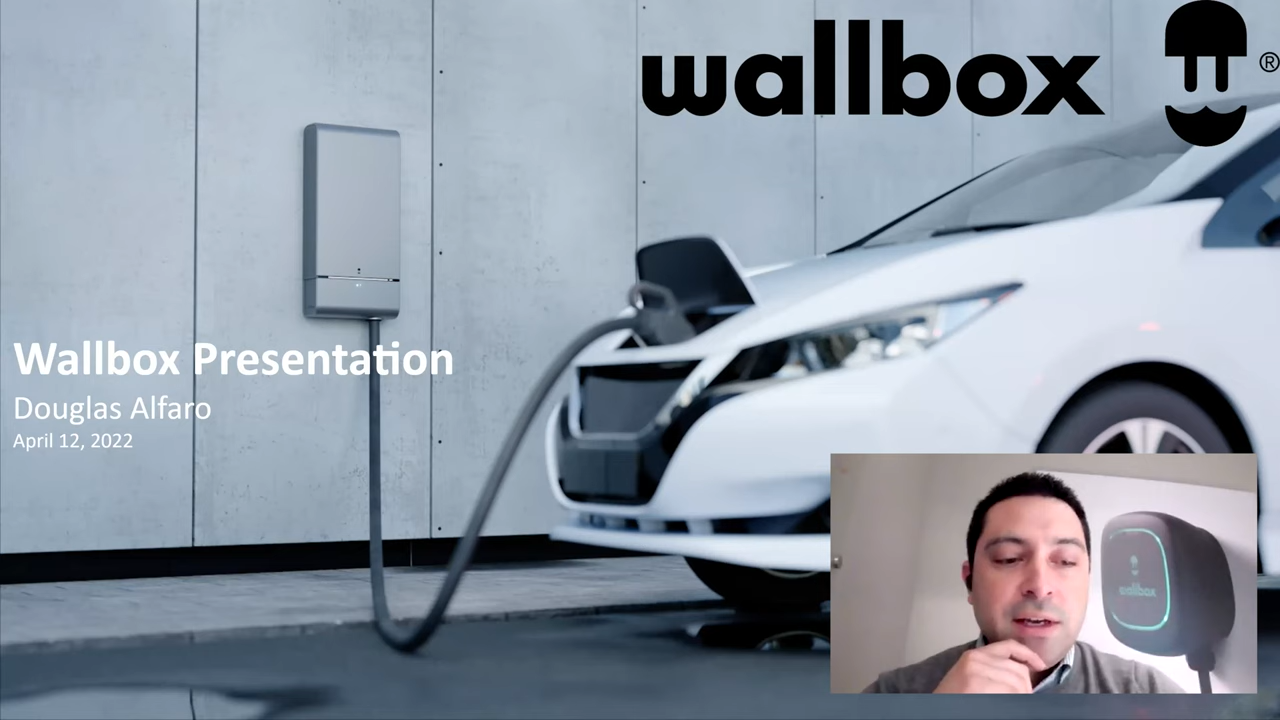 wallbox ®
Wallbox Presentation
Douglas Alfaro
April 12, 2022
wallbox